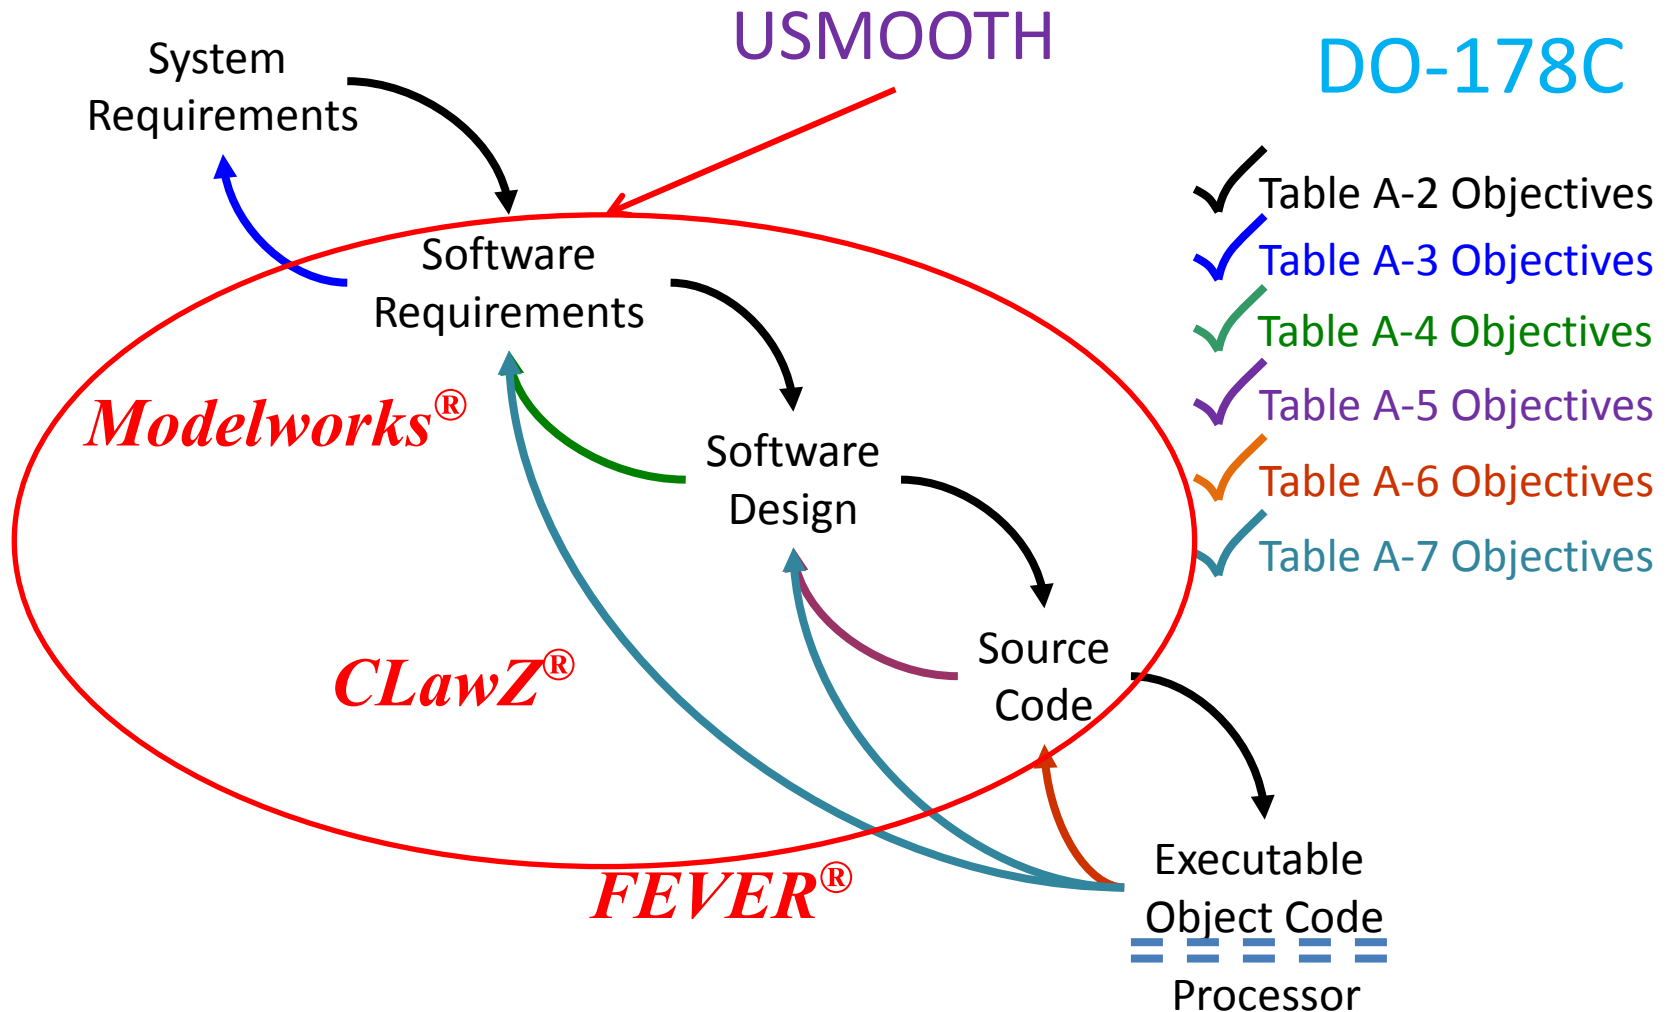 USMOOTH
DO-178C
System
Requirements
Table A-2 Objectives
Table A-3 Objectives
Software
Requirements
Table A-4 Objectives
Table A-5 Objectives
Modelworks®
Software
Design
Table A-6 Objectives
Table A-7 Objectives
Source
Code
CLawZ®
FEVER®
Executable
Object Code
Processor